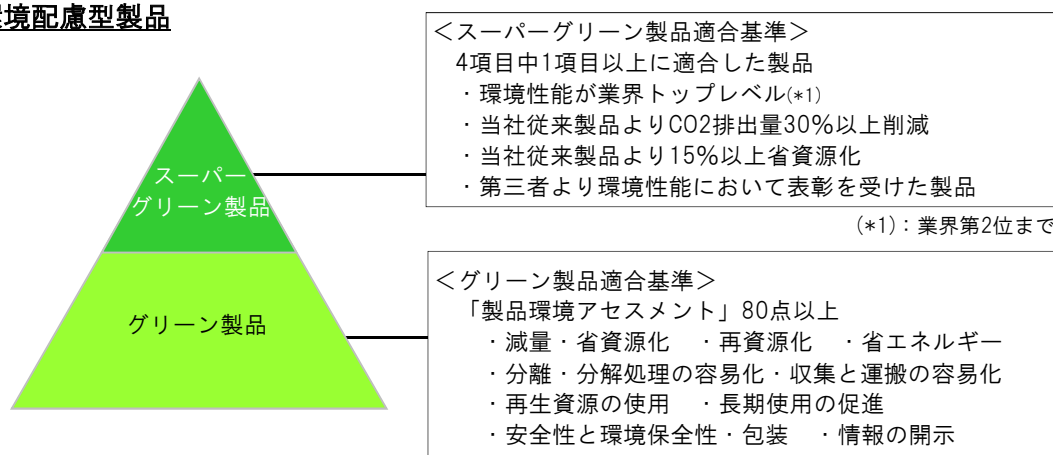 境配慮型製品
＜スーパーグリーン製品適合基準＞
4項目中1項目以上に適合した製品
・環境性能が業界トップレベル(*1)
・当社従来製品よりCO2排出量30％以上削減
・当社従来製品より15％以上省資源化
・第三者より環境性能において表彰を受けた製品
(*1)：業界第2位まで
スーパー
グリーン製品
＜グリーン製品適合基準＞
「製品環境アセスメント」80点以上
・減量・省資源化　・再資源化　・省エネルギー
・分離・分解処理の容易化・収集と運搬の容易化
・再生資源の使用　・長期使用の促進
・安全性と環境保全性・包装　・情報の開示
グリーン製品